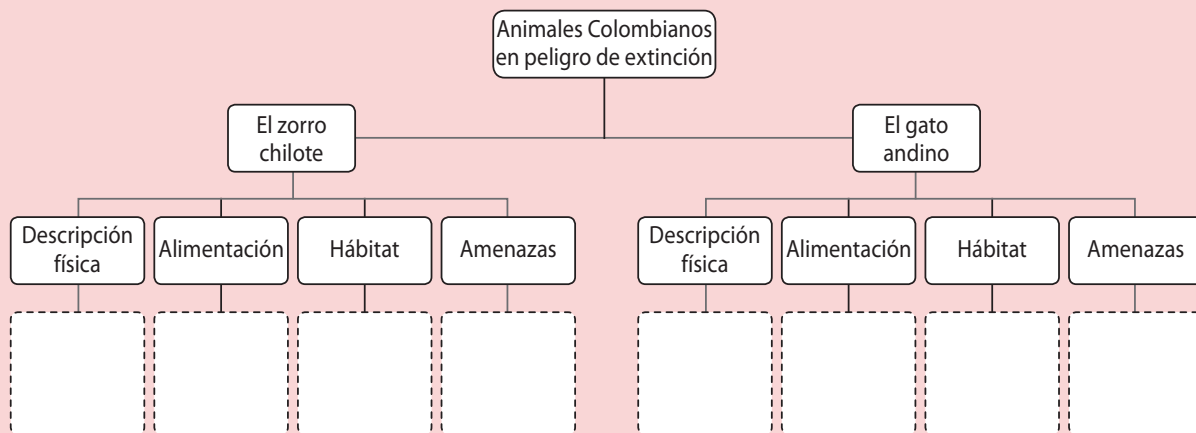 Animales Colombianos
en peligro de extinción
El zorro
chilote
El gato
andino
Descripción
física
Alimentación
Hábitat
Amenazas
Descripción
física
Alimentación
Hábitat
Amenazas